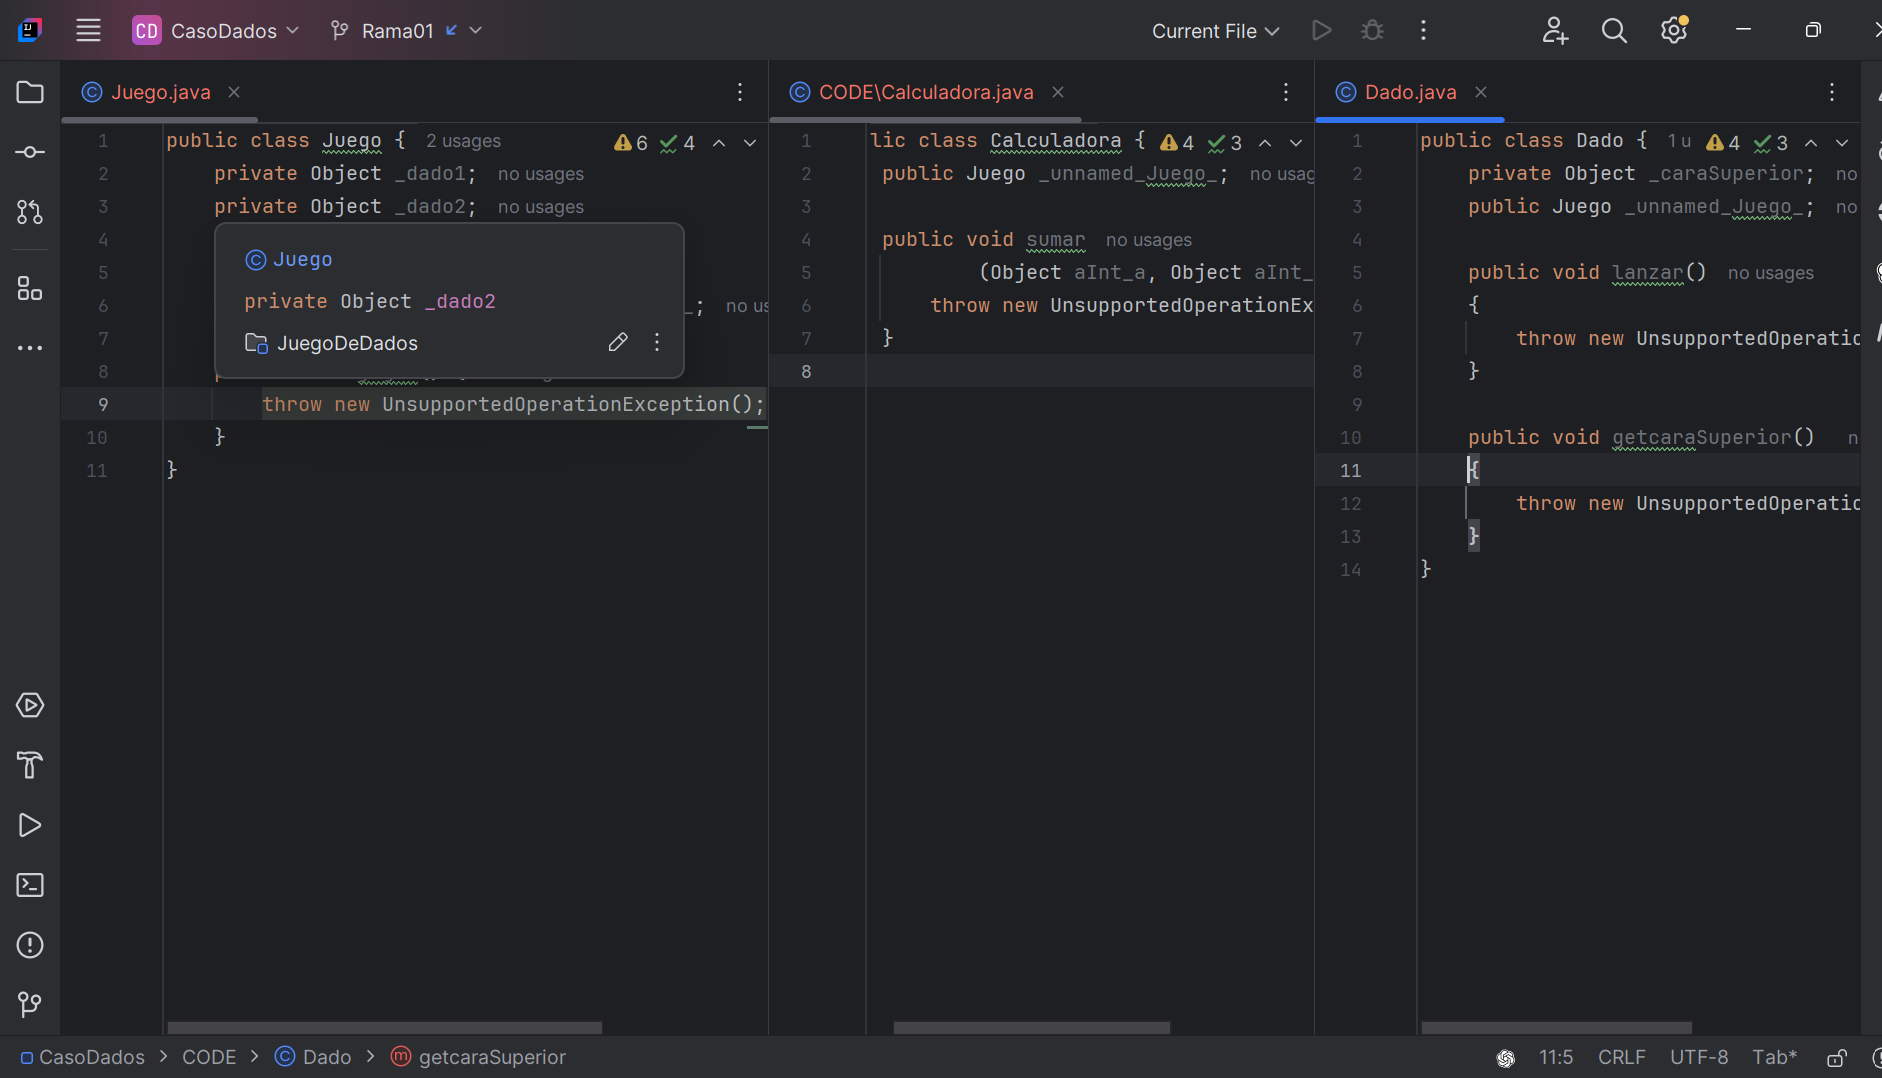 CD CasoDados Rama01 Current File
Juego.java
1 public class Juego { 2 usages 6 4
2 private Object _dado1; no usages
3 private Object _dado2; no usages
4
5
6 _; no us
7
8
9 throw new UnsupportedOperationException();
10 }
11 }
Juego
private Object _dado2
JuegoDeDados
CODE\Calculadora.java
1 lic class Calculadora { 4 3
2 public Juego _unnamed_Juego_; no usag
3
4 public void sumar no usages
5 (Object aInt_a, Object aInt_
6 throw new UnsupportedOperationEx
7 }
8
Dado.java
1 public class Dado { 1 u 4 3
2 private Object _caraSuperior; no
3 public Juego _unnamed_Juego_; no
4
5 public void lanzar() no usages
6 {
7 throw new UnsupportedOperatio
8 }
9
10 public void getcaraSuperior() n
11 {
12 throw new UnsupportedOperatio
13 }
14 }
CasoDados > CODE > Dado > getcaraSuperior 11:5 CRLF UTF-8 Tab*